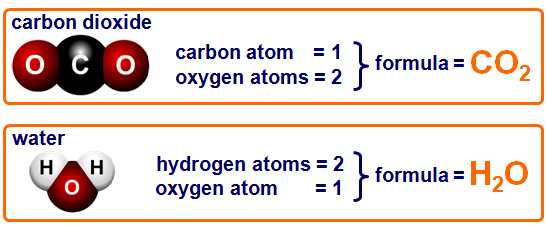 carbon dioxide
O C O
carbon atom = 1
oxygen atoms = 2
formula = CO₂
water
H H
O
hydrogen atoms = 2
oxygen atom = 1
formula = H₂O